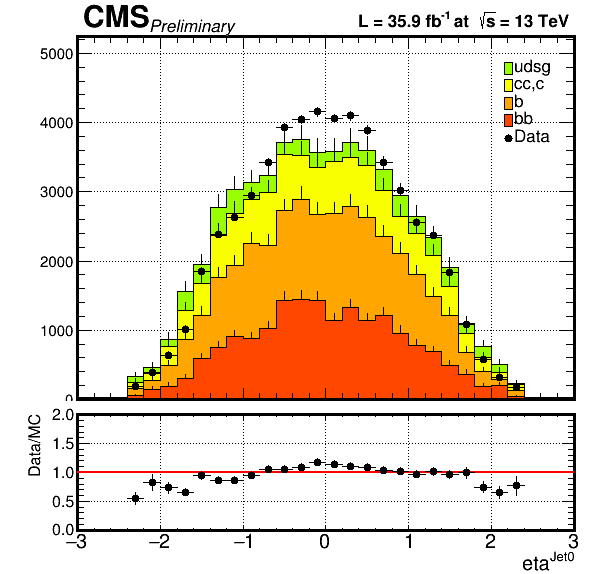 CMS Preliminary L = 35.9 fb⁻¹ at √s = 13 TeV
5000
4000
3000
2000
1000
0
udsg
cc,c
b
bb
Data
Data/MC
2.0
1.5
1.0
0.5
0.0
−3 −2 −1 0 1 2 3
eta^Jet0